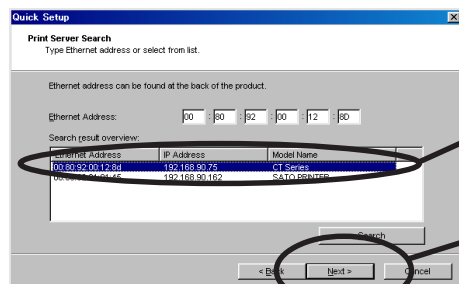 Quick Setup
Print Server Search
Type Ethernet address or select from list.
Ethernet address can be found at the back of the product.
Ethernet Address: 00 : 80 : 92 : 00 : 12 : 8D
Search result overview:
Ethernet Address IP Address Model Name
00:80:92:00:12:8d 192.168.90.75 CT Series
192.168.90.162 SATO PRINTER
Search
< Back Next > Cancel